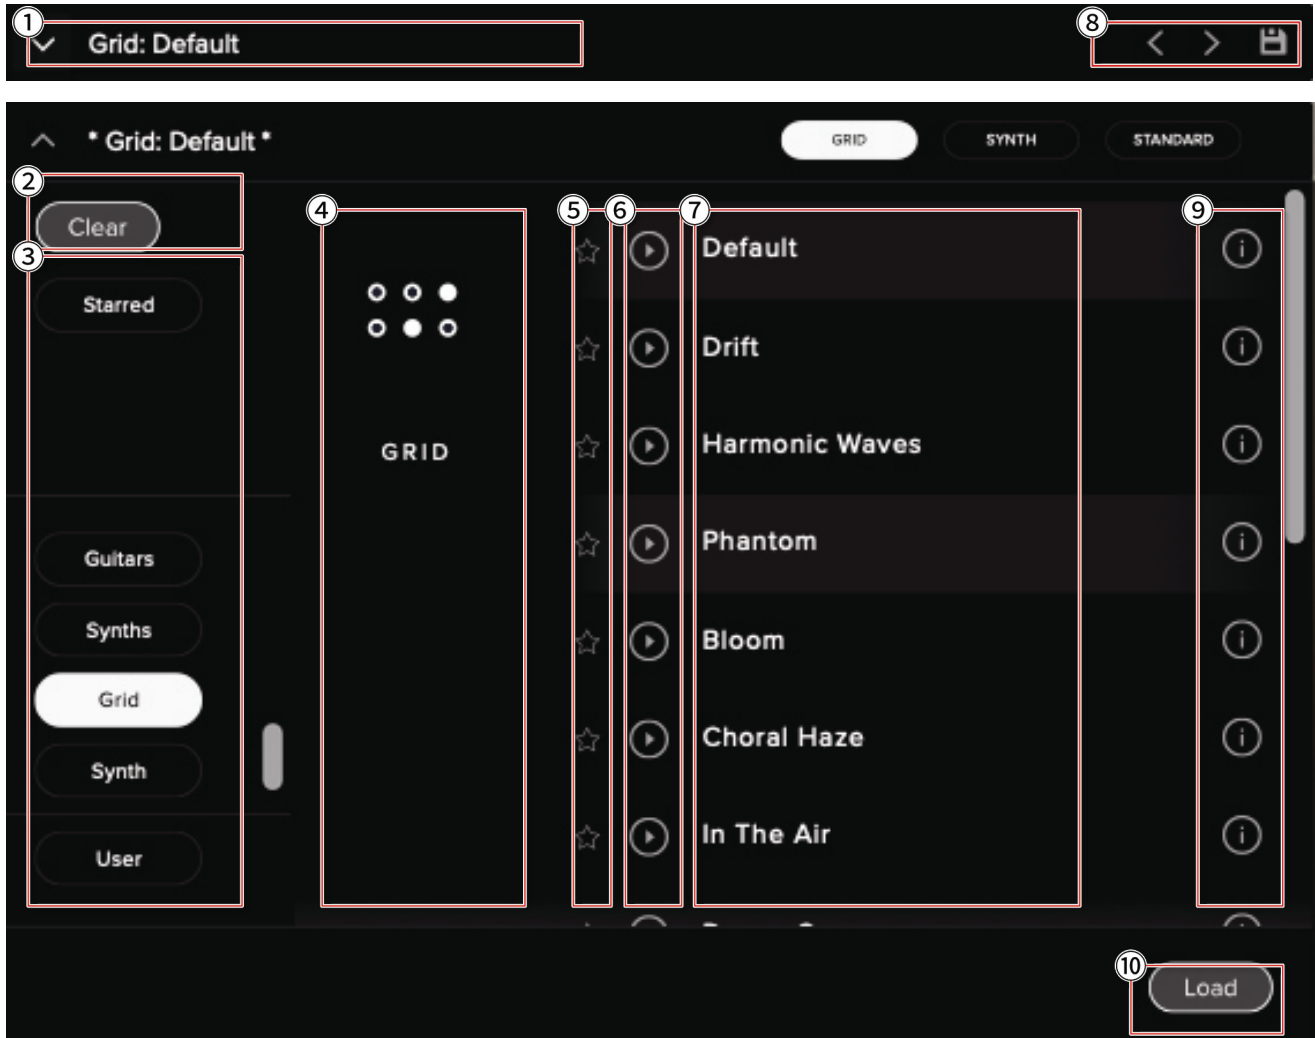 ①
⑧
Grid: Default
* Grid: Default *
GRID
SYNTH
STANDARD
②
Clear
③
Starred
Guitars
Synths
Grid
Synth
User
④
GRID
⑤
⑥
⑦
⑨
Default
Drift
Harmonic Waves
Phantom
Bloom
Choral Haze
In The Air
⑩
Load